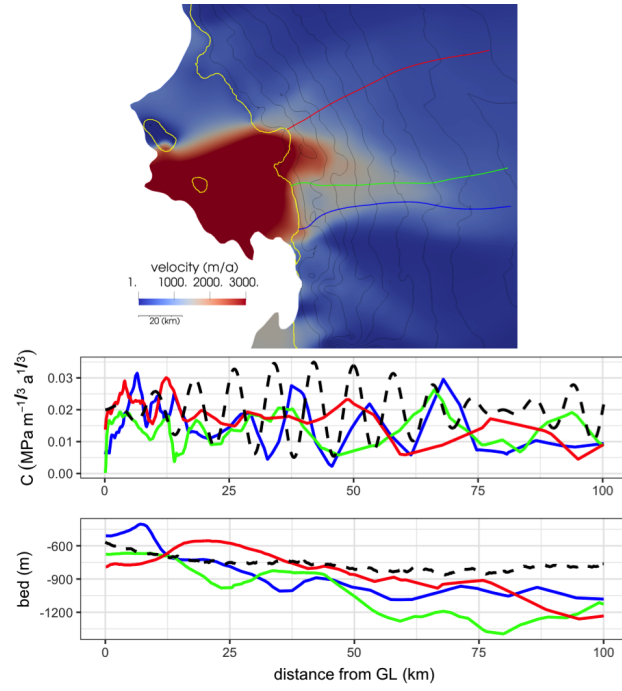 velocity (m/a)
1. 1000. 2000. 3000.
20 (km)
C (MPa m⁻¹/³ a¹/³)
0.03
0.02
0.01
0.00
0 25 50 75 100
bed (m)
-600
-900
-1200
0 25 50 75 100
distance from GL (km)